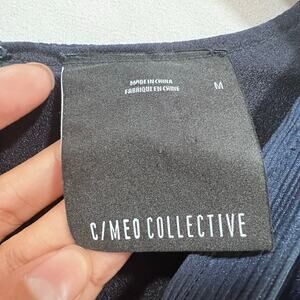 MADE IN CHINA
FABRIQUÉ EN CHINE
M
C/MEO COLLECTIVE